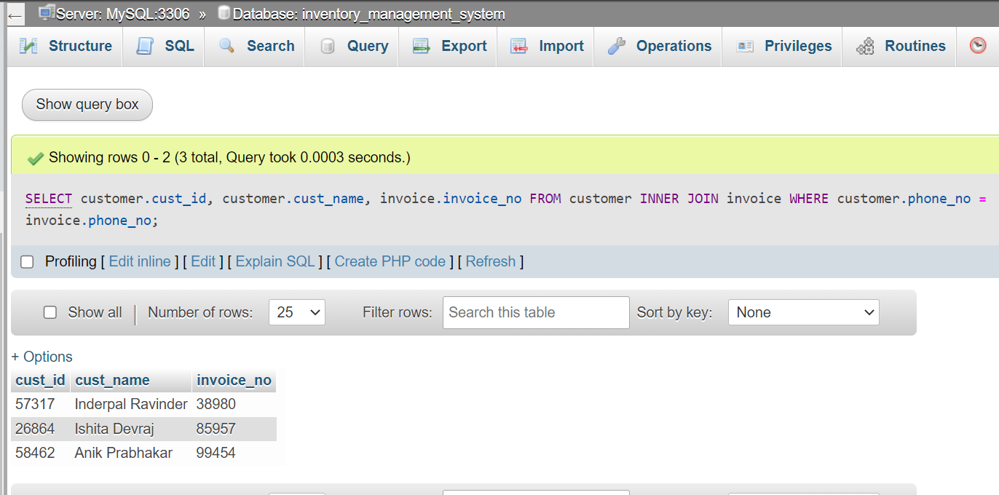 ← Server: MySQL:3306 » Database: inventory_management_system
Structure SQL Search Query Export Import Operations Privileges Routines
Show query box
Showing rows 0 - 2 (3 total, Query took 0.0003 seconds.)
SELECT customer.cust_id, customer.cust_name, invoice.invoice_no FROM customer INNER JOIN invoice WHERE customer.phone_no =
invoice.phone_no;
Profiling [ Edit inline ] [ Edit ] [ Explain SQL ] [ Create PHP code ] [ Refresh ]
Show all | Number of rows: 25 Filter rows: Search this table Sort by key: None
+ Options
cust_id cust_name invoice_no
57317 Inderpal Ravinder 38980
26864 Ishita Devraj 85957
58462 Anik Prabhakar 99454